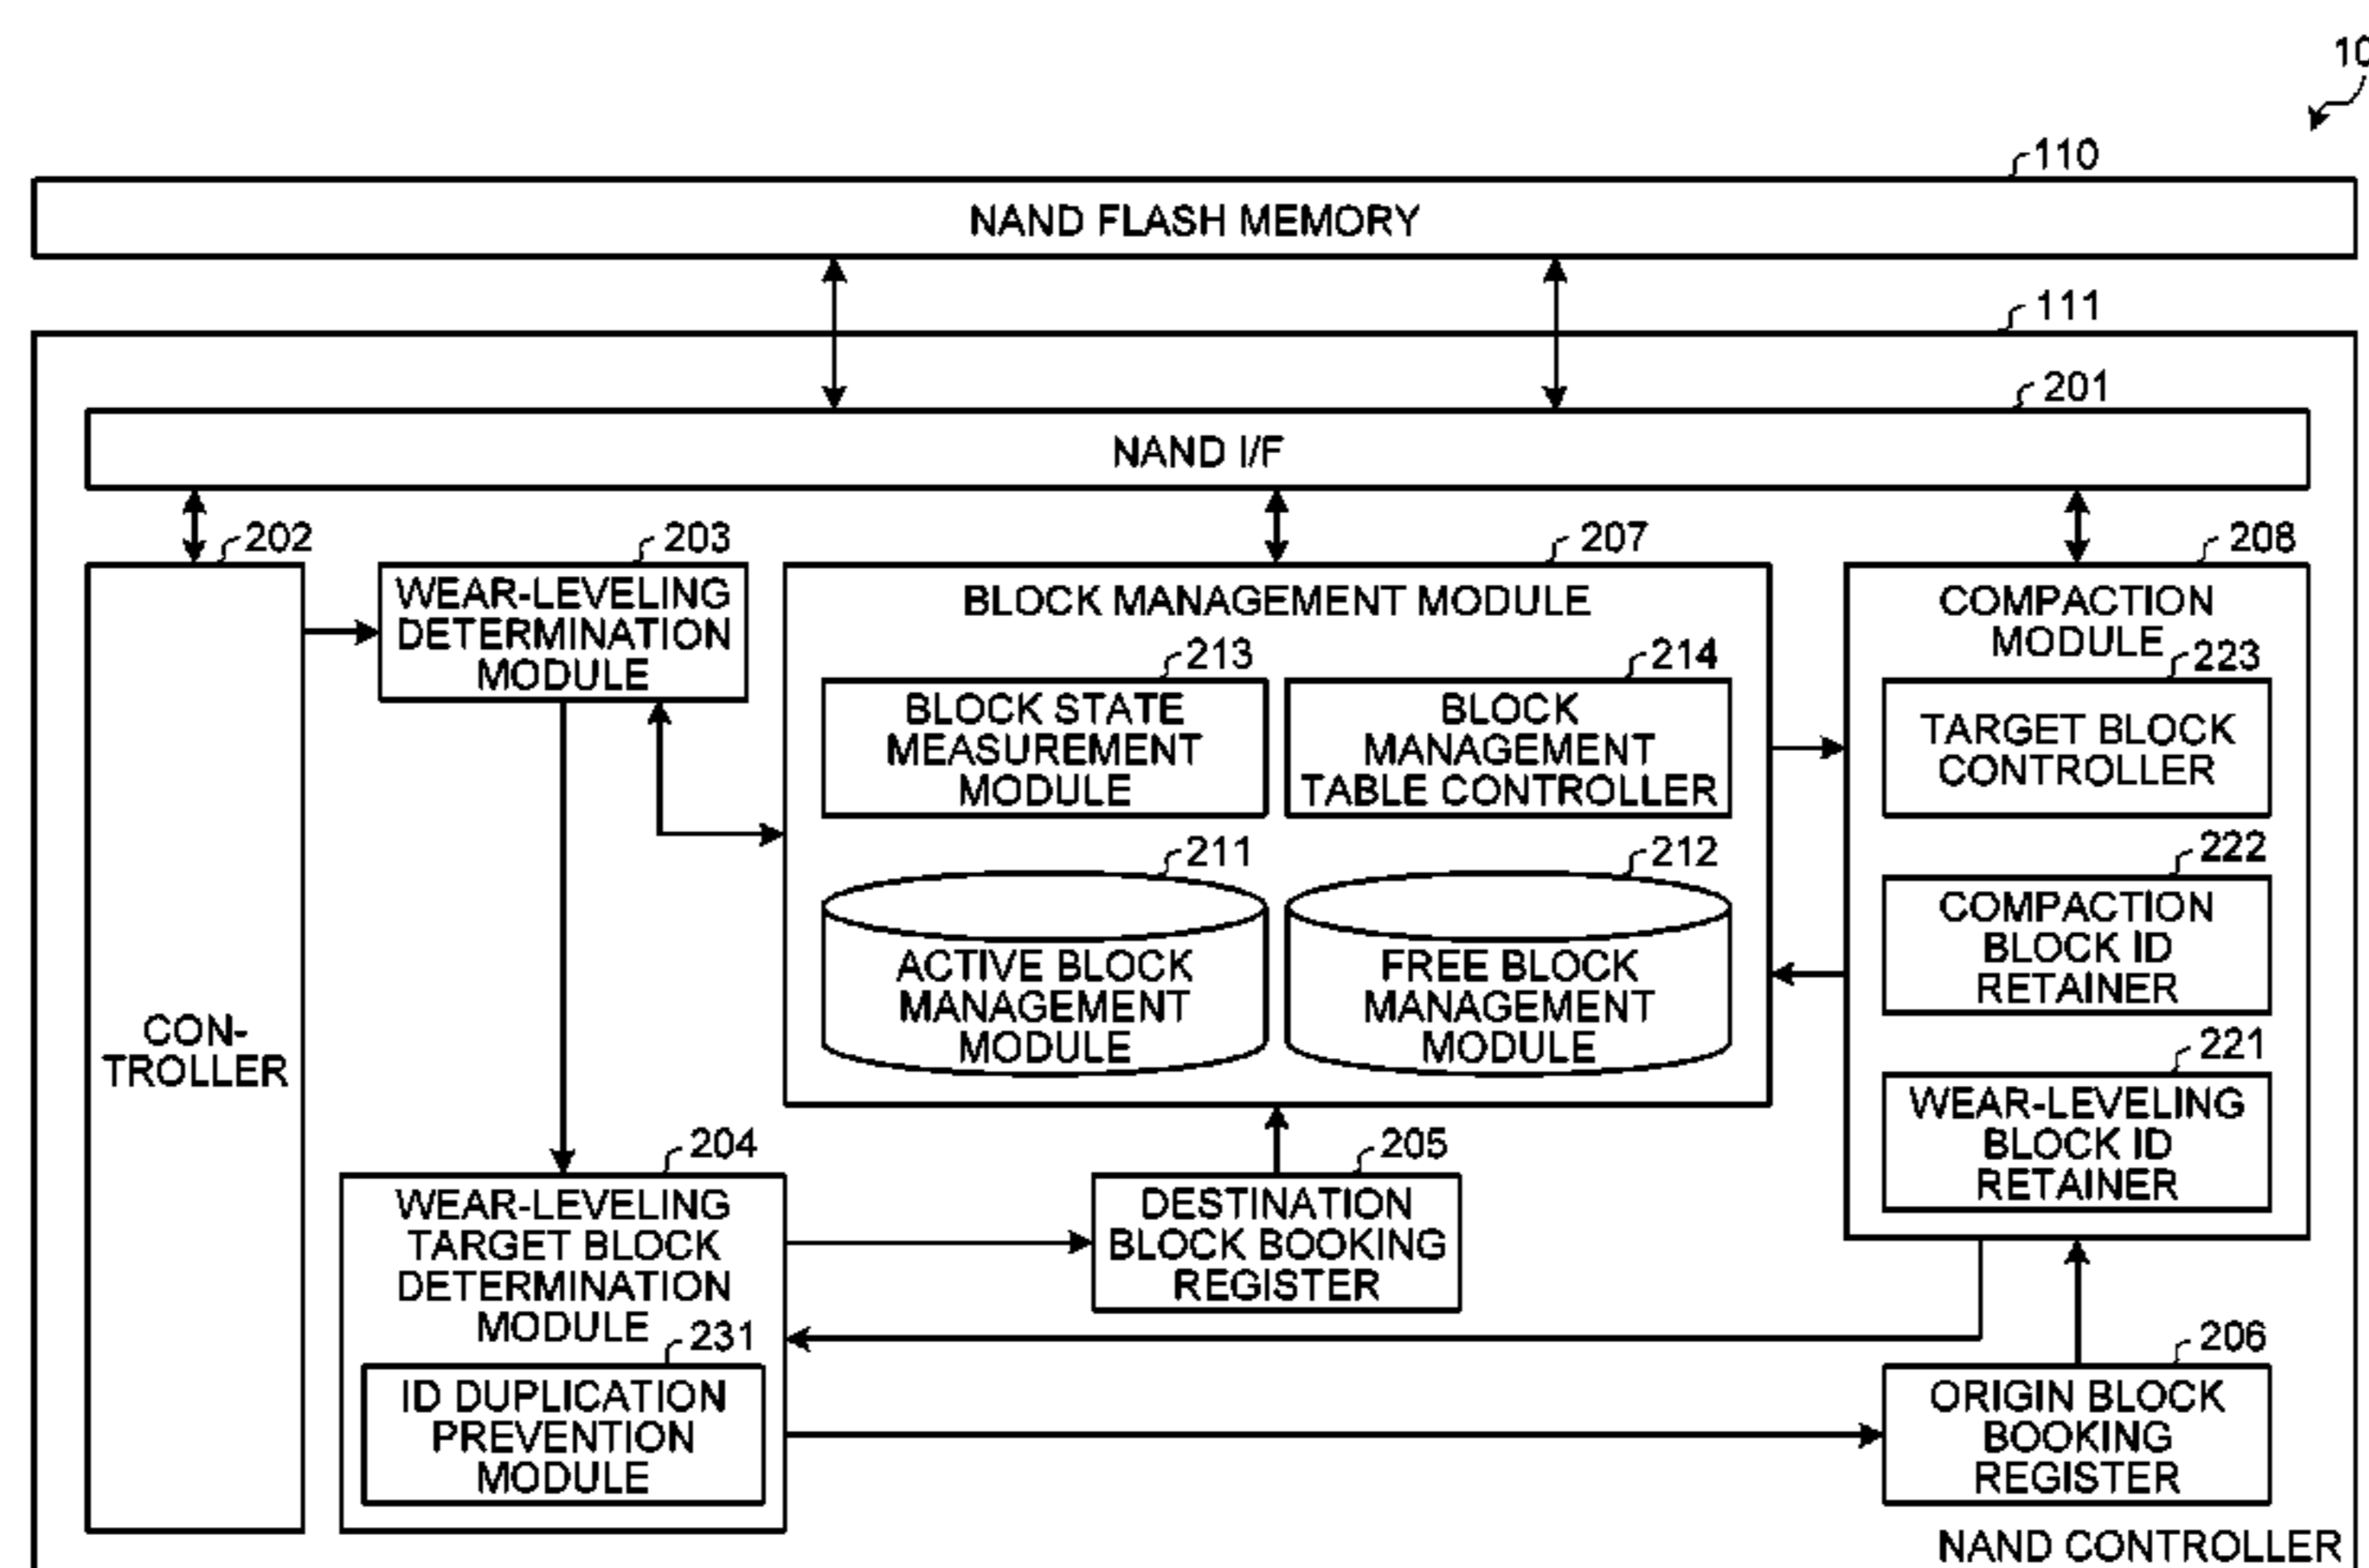 10
110
NAND FLASH MEMORY
111
201
NAND I/F
202
CON-
TROLLER
203
WEAR-LEVELING
DETERMINATION
MODULE
207
BLOCK MANAGEMENT MODULE
213
BLOCK STATE
MEASUREMENT
MODULE
214
BLOCK
MANAGEMENT
TABLE CONTROLLER
211
ACTIVE BLOCK
MANAGEMENT
MODULE
212
FREE BLOCK
MANAGEMENT
MODULE
208
COMPACTION
MODULE
223
TARGET BLOCK
CONTROLLER
222
COMPACTION
BLOCK ID
RETAINER
221
WEAR-LEVELING
BLOCK ID
RETAINER
204
WEAR-LEVELING
TARGET BLOCK
DETERMINATION
MODULE
231
ID DUPLICATION
PREVENTION
MODULE
205
DESTINATION
BLOCK BOOKING
REGISTER
206
ORIGIN BLOCK
BOOKING
REGISTER
NAND CONTROLLER